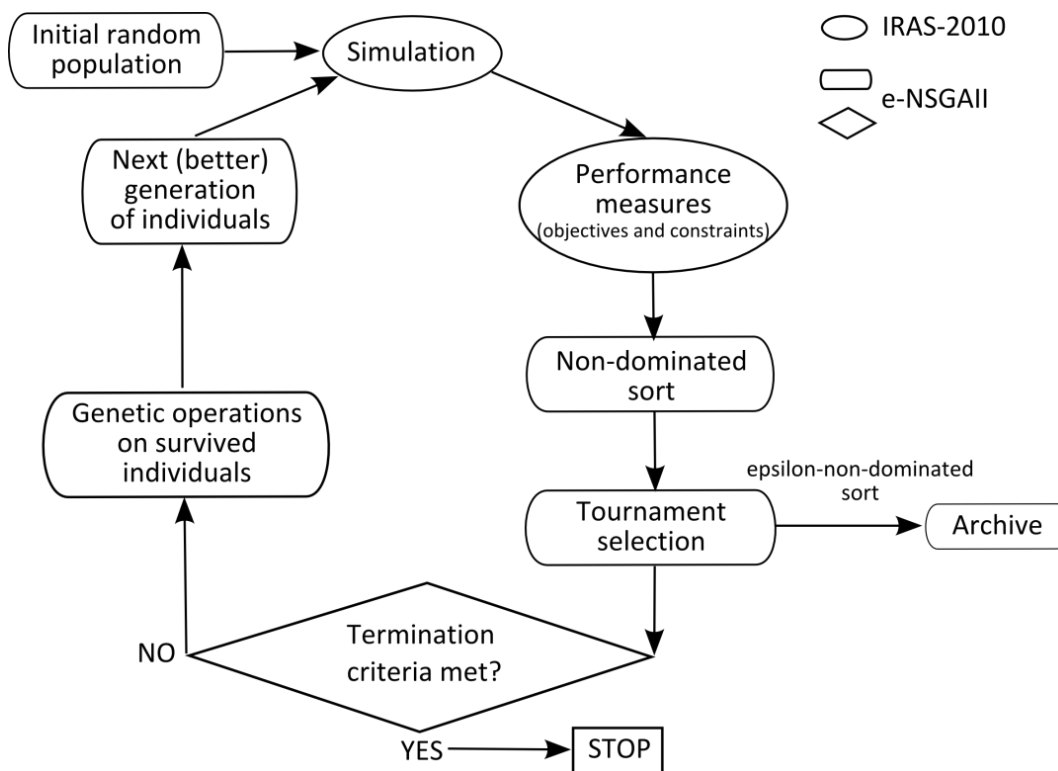 Initial random
population
Simulation
IRAS-2010
e-NSGAII
Next (better)
generation
of individuals
Performance
measures
(objectives and constraints)
Non-dominated
sort
Genetic operations
on survived
individuals
epsilon-non-dominated
sort
Tournament
selection
Archive
Termination
criteria met?
NO
YES
STOP